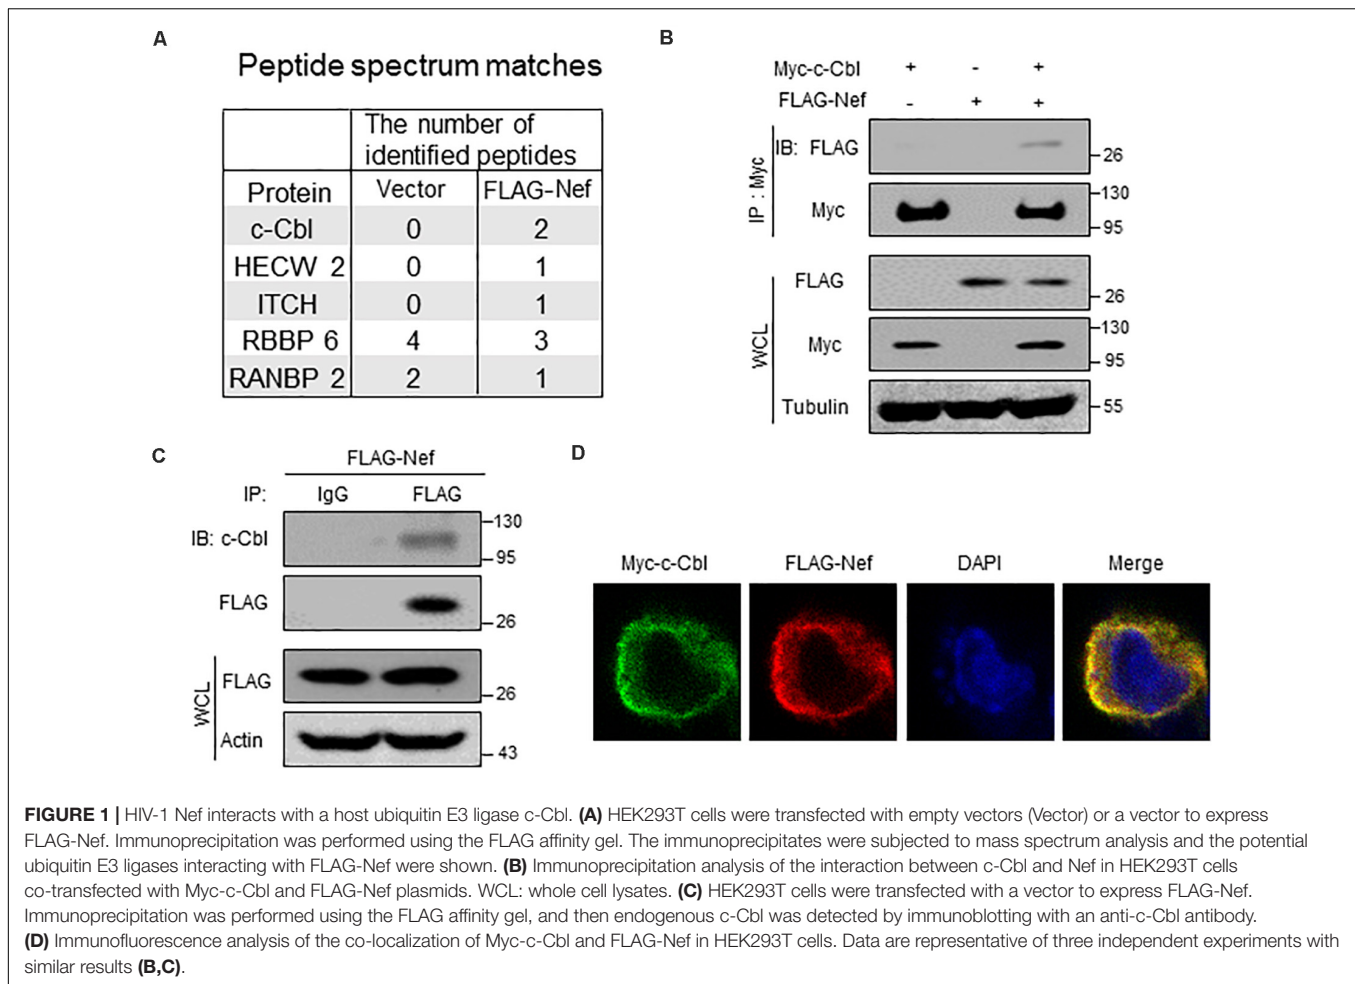 A
Peptide spectrum matches
The number of
identified peptides
Protein Vector FLAG-Nef
c-Cbl 0 2
HECW 2 0 1
ITCH 0 1
RBBP 6 4 3
RANBP 2 2 1
B
Myc-c-Cbl + - +
FLAG-Nef - + +
IP : Myc
IB: FLAG
26
Myc
130
95
WCL
FLAG
26
Myc
130
95
Tubulin
55
C
FLAG-Nef
IP: IgG FLAG
IB: c-Cbl
130
95
FLAG
26
WCL
FLAG
26
Actin
43
D
Myc-c-Cbl FLAG-Nef DAPI Merge
FIGURE 1 | HIV-1 Nef interacts with a host ubiquitin E3 ligase c-Cbl. (A) HEK293T cells were transfected with empty vectors (Vector) or a vector to express
FLAG-Nef. Immunoprecipitation was performed using the FLAG affinity gel. The immunoprecipitates were subjected to mass spectrum analysis and the potential
ubiquitin E3 ligases interacting with FLAG-Nef were shown. (B) Immunoprecipitation analysis of the interaction between c-Cbl and Nef in HEK293T cells
co-transfected with Myc-c-Cbl and FLAG-Nef plasmids. WCL: whole cell lysates. (C) HEK293T cells were transfected with a vector to express FLAG-Nef.
Immunoprecipitation was performed using the FLAG affinity gel, and then endogenous c-Cbl was detected by immunoblotting with an anti-c-Cbl antibody.
(D) Immunofluorescence analysis of the co-localization of Myc-c-Cbl and FLAG-Nef in HEK293T cells. Data are representative of three independent experiments with
similar results (B,C).